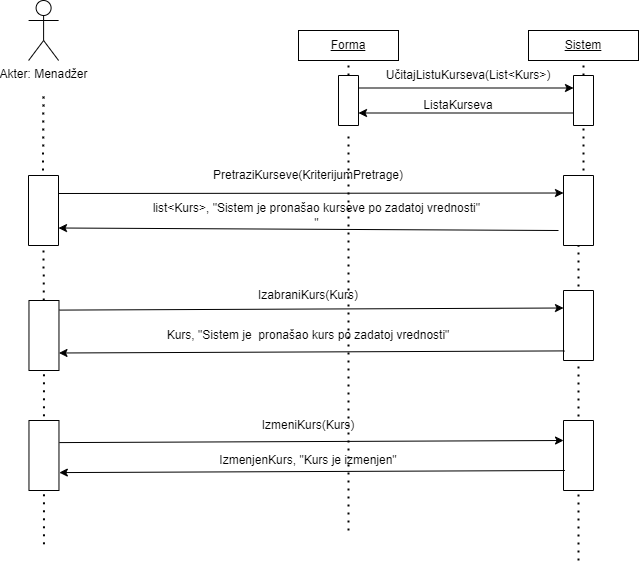 Forma
Sistem
Akter: Menadžer
UčitajListuKurseva(List<Kurs>)
ListaKurseva
PretraziKurseve(KriterijumPretrage)
list<Kurs>, "Sistem je pronašao kurseve po zadatoj vrednosti"
"
IzabraniKurs(Kurs)
Kurs, "Sistem je  pronašao kurs po zadatoj vrednosti"
IzmeniKurs(Kurs)
IzmenjenKurs, "Kurs je izmenjen"